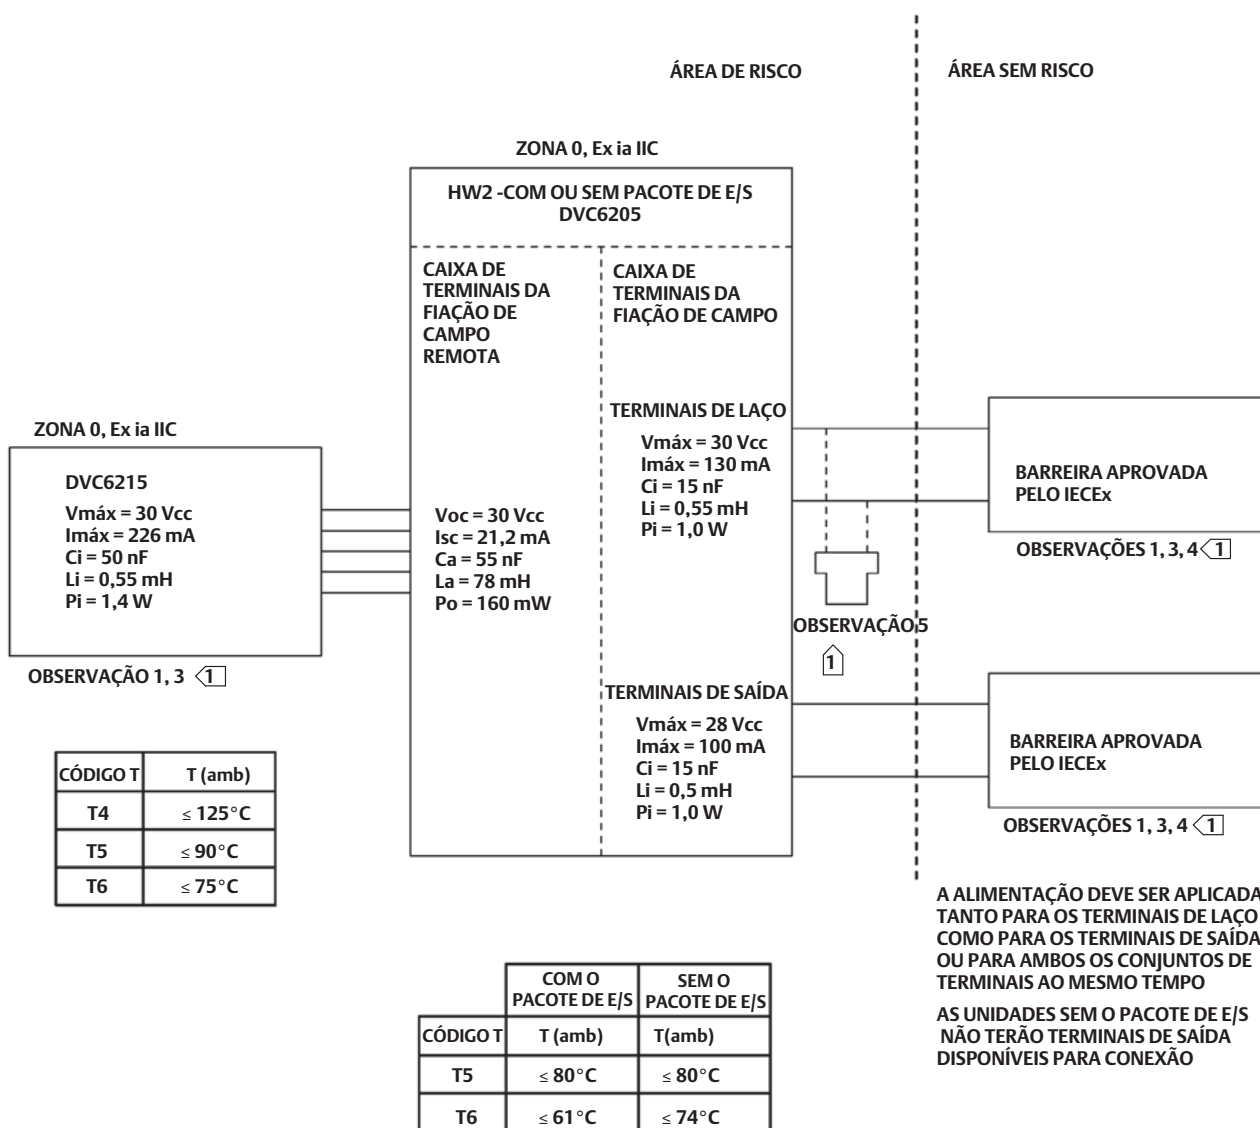 ÁREA DE RISCO
ÁREA SEM RISCO
ZONA 0, Ex ia IIC
HW2 -COM OU SEM PACOTE DE E/S
DVC6205
CAIXA DE
TERMINAIS DA
FIAÇÃO DE
CAMPO
REMOTA
CAIXA DE
TERMINAIS DA
FIAÇÃO DE CAMPO
TERMINAIS DE LAÇO
Vmáx = 30 Vcc
Imáx = 130 mA
Ci = 15 nF
Li = 0,55 mH
Pi = 1,0 W
ZONA 0, Ex ia IIC
DVC6215
Vmáx = 30 Vcc
Imáx = 226 mA
Ci = 50 nF
Li = 0,55 mH
Pi = 1,4 W
Voc = 30 Vcc
Isc = 21,2 mA
Ca = 55 nF
La = 78 mH
Po = 160 mW
BARREIRA APROVADA
PELO IECEx
OBSERVAÇÕES 1, 3, 4 1
OBSERVAÇÃO 5
1
OBSERVAÇÃO 1, 3 1
TERMINAIS DE SAÍDA
Vmáx = 28 Vcc
Imáx = 100 mA
Ci = 15 nF
Li = 0,5 mH
Pi = 1,0 W
BARREIRA APROVADA
PELO IECEx
OBSERVAÇÕES 1, 3, 4 1
CÓDIGO T T (amb)
T4 ≤ 125°C
T5 ≤ 90°C
T6 ≤ 75°C
A ALIMENTAÇÃO DEVE SER APLICADA
TANTO PARA OS TERMINAIS DE LAÇO
COMO PARA OS TERMINAIS DE SAÍDA
OU PARA AMBOS OS CONJUNTOS DE
TERMINAIS AO MESMO TEMPO
AS UNIDADES SEM O PACOTE DE E/S
NÃO TERÃO TERMINAIS DE SAÍDA
DISPONÍVEIS PARA CONEXÃO
COM O
PACOTE DE E/S
SEM O
PACOTE DE E/S
CÓDIGO T T (amb) T(amb)
T5 ≤ 80°C ≤ 80°C
T6 ≤ 61°C ≤ 74°C